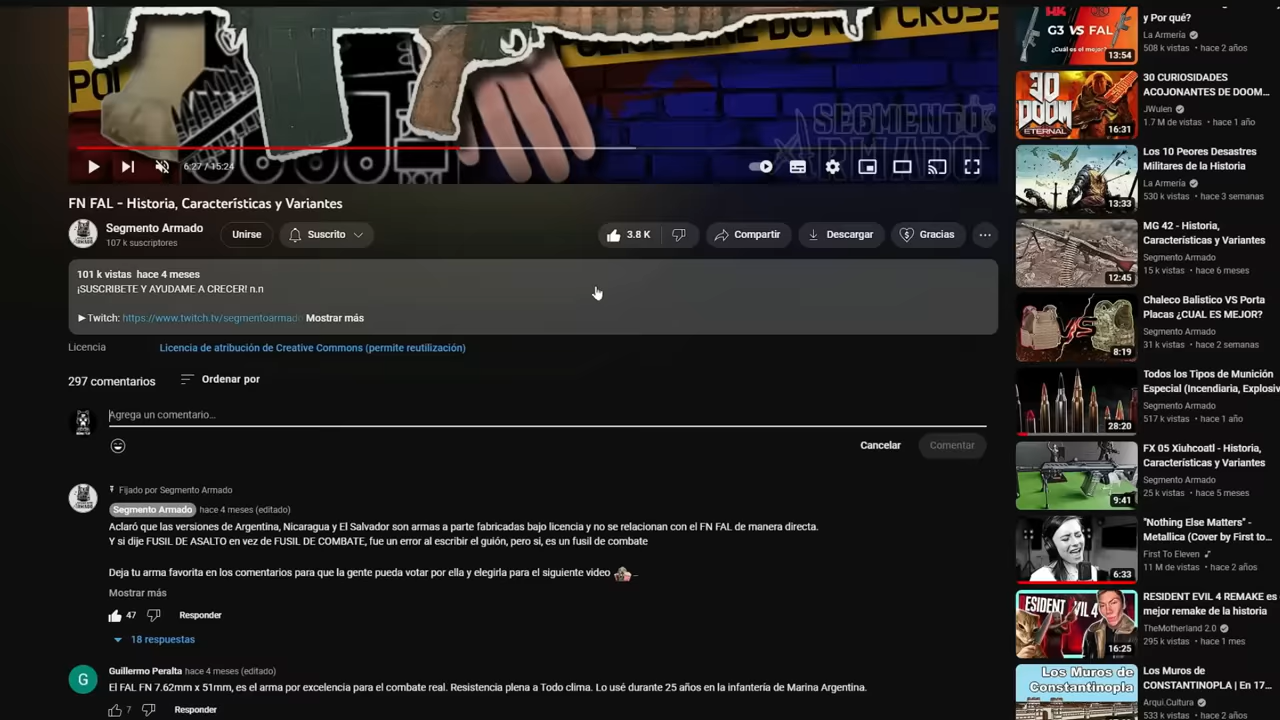 POL
CROSS
SEGMENTO
ARMADO
6:27 / 15:24
FN FAL - Historia, Características y Variantes
Segmento Armado
107 k suscriptores
Unirse
Suscrito
3.8 K
Compartir
Descargar
Gracias
101 k vistas hace 4 meses
¡SUSCRIBETE Y AYUDAME A CRECER! n.n
►Twitch: https://www.twitch.tv/segmentoarmad Mostrar más
Licencia
Licencia de atribución de Creative Commons (permite reutilización)
297 comentarios
Ordenar por
Agrega un comentario...
Cancelar
Comentar
Fijado por Segmento Armado
Segmento Armado hace 4 meses (editado)
Aclaró que las versiones de Argentina, Nicaragua y El Salvador son armas a parte fabricadas bajo licencia y no se relacionan con el FN FAL de manera directa.
Y si dije FUSIL DE ASALTO en vez de FUSIL DE COMBATE, fue un error al escribir el guión, pero si, es un fusil de combate
Deja tu arma favorita en los comentarios para que la gente pueda votar por ella y elegirla para el siguiente video
Mostrar más
47
Responder
18 respuestas
G
Guillermo Peralta hace 4 meses (editado)
El FAL FN 7.62mm x 51mm, es el arma por excelencia para el combate real. Resistencia plena a Todo clima. Lo usé durante 25 años en la infantería de Marina Argentina.
7
Responder
G3 VS FAL
¿Cuál es el mejor?
13:54
y Por qué?
La Armería
508 k vistas • hace 2 años
30
DOOM
ETERNAL
16:31
30 CURIOSIDADES
ACOJONANTES DE DOOM...
JWulen
1.7 M de vistas • hace 1 año
13:33
Los 10 Peores Desastres
Militares de la Historia
La Armería
530 k vistas • hace 3 semanas
12:45
MG 42 - Historia,
Características y Variantes
Segmento Armado
15 k vistas • hace 6 meses
VS
8:19
Chaleco Balistico VS Porta
Placas ¿CUAL ES MEJOR?
Segmento Armado
31 k vistas • hace 2 semanas
28:20
Todos los Tipos de Munición
Especial (Incendiaria, Explosiv
Segmento Armado
517 k vistas • hace 1 año
9:41
FX 05 Xiuhcoatl - Historia,
Características y Variantes
Segmento Armado
25 k vistas • hace 5 meses
6:33
"Nothing Else Matters" -
Metallica (Cover by First to...
First To Eleven
11 M de vistas • hace 2 años
ESIDENT EVIL 4
16:25
RESIDENT EVIL 4 REMAKE es
mejor remake de la historia
TheMotherland 2.0
295 k vistas • hace 1 mes
Los Muros de
Constantinopla
Los Muros de
CONSTANTINOPLA | En 17...
Arqui.Cultura
533 k vistas • hace 2 años